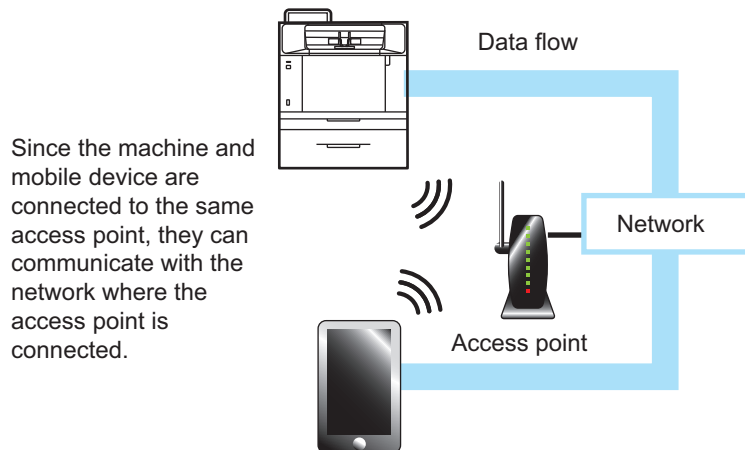 Data flow
Since the machine and
mobile device are
connected to the same
access point, they can
communicate with the
network where the
access point is
connected.
Network
Access point